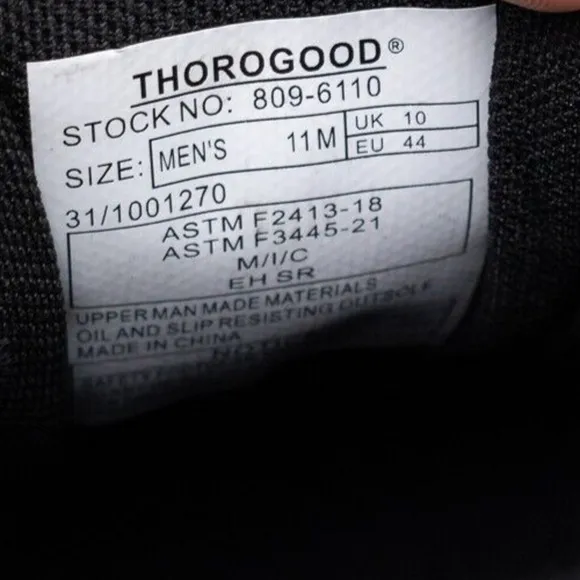 THOROGOOD®
STOCK NO: 809-6110
SIZE: MEN'S 11 M UK 10
EU 44
31/1001270
ASTM F2413-18
ASTM F3445-21
M/I/C
EH SR
UPPER MAN MADE MATERIALS
OIL AND SLIP RESISTING OUTSOLE
MADE IN CHINA